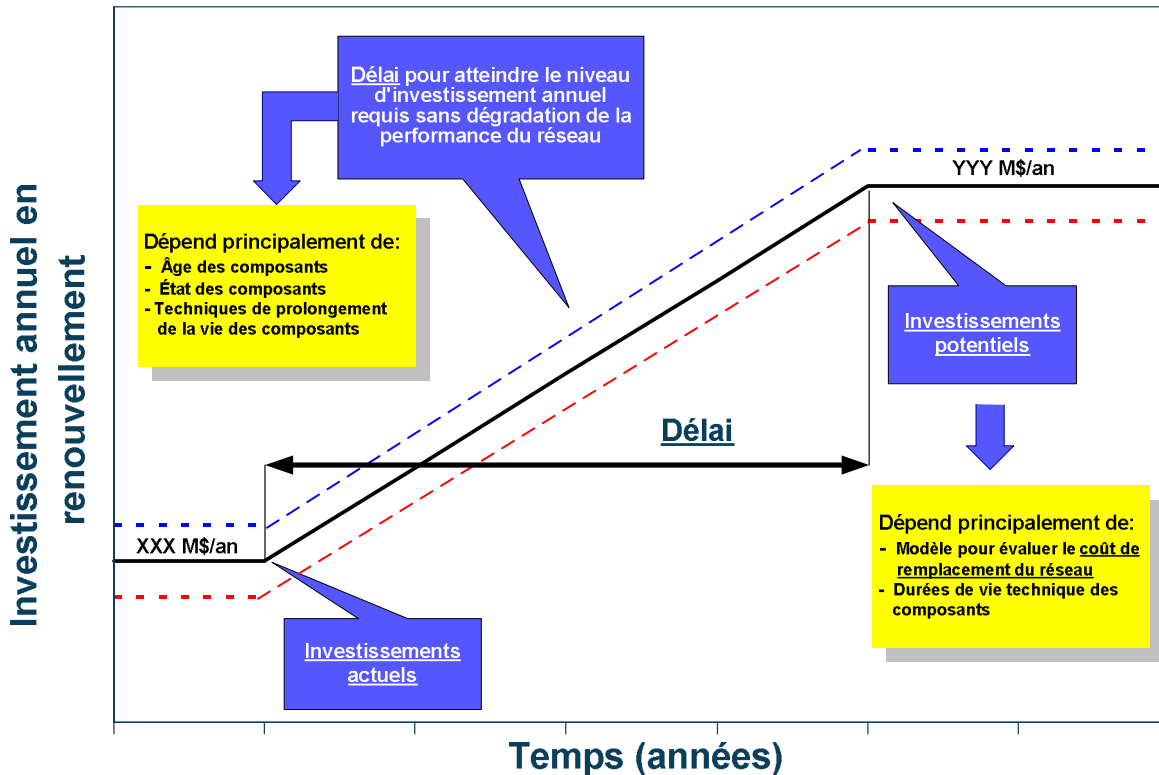 Investissement annuel en
renouvellement
Délai pour atteindre le niveau
d'investissement annuel
requis sans dégradation de la
performance du réseau
YYY M$/an
Dépend principalement de:
- Âge des composants
- État des composants
- Techniques de prolongement
de la vie des composants
Investissements
potentiels
Délai
XXX M$/an
Dépend principalement de:
- Modèle pour évaluer le coût de
remplacement du réseau
- Durées de vie technique des
composants
Investissements
actuels
Temps (années)